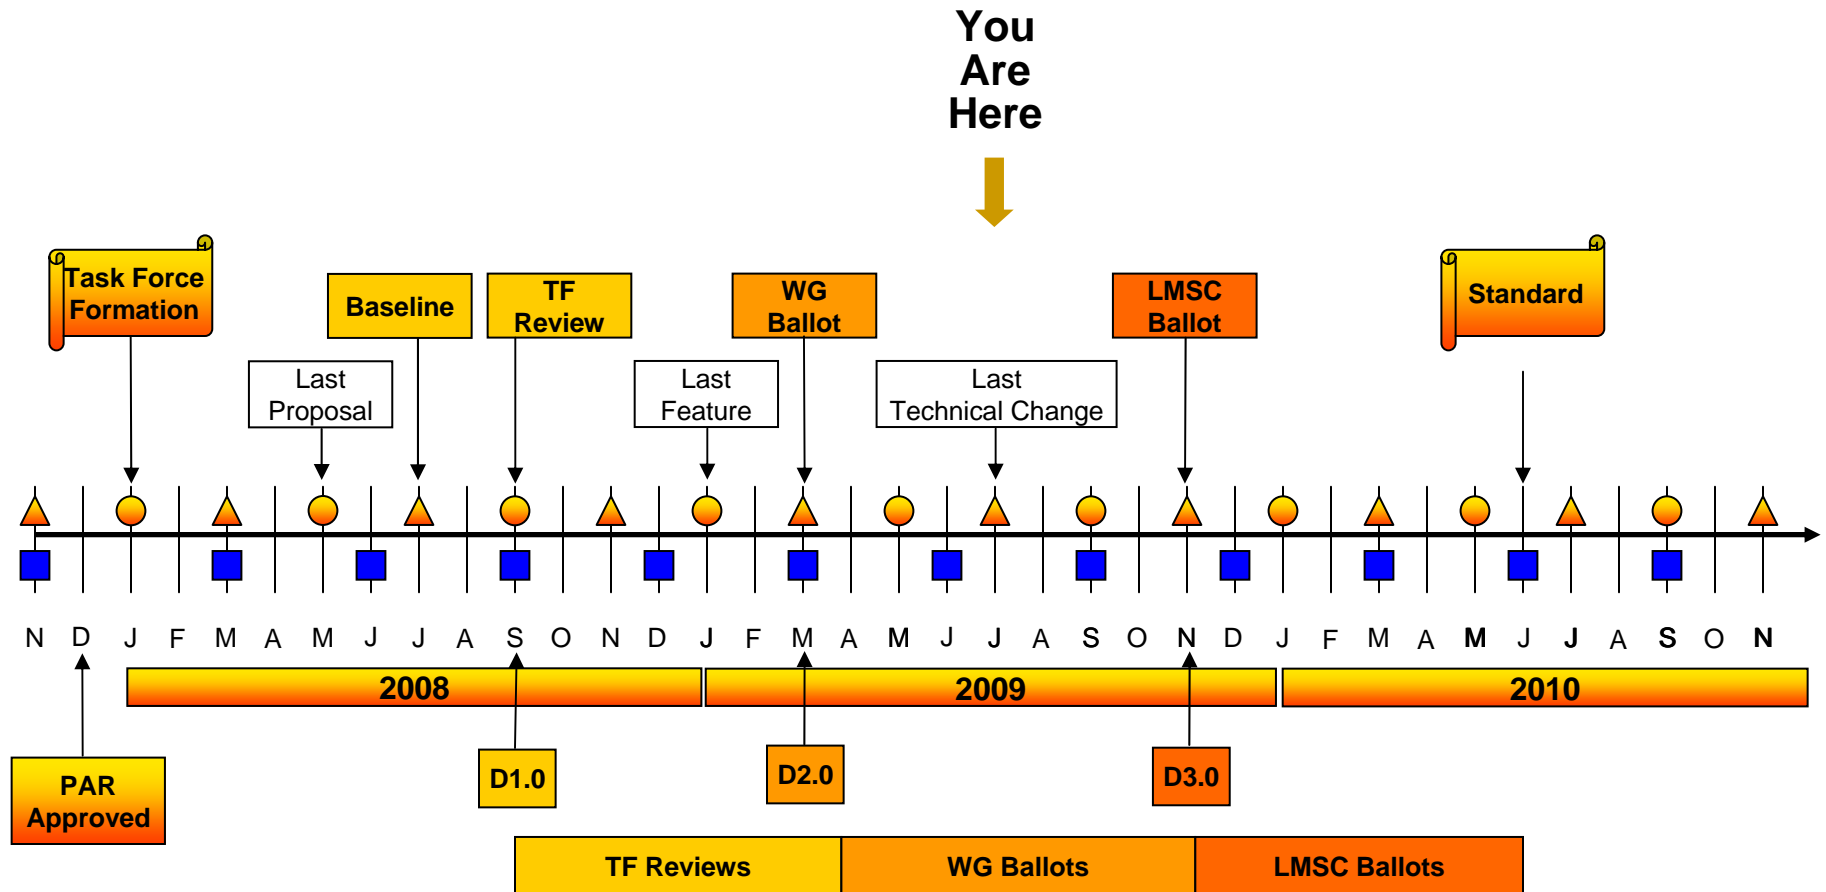 You
Are
Here
Task Force
Formation
Baseline
TF
Review
WG
Ballot
LMSC
Ballot
Standard
Last
Proposal
Last
Feature
Last
Technical Change
N D J F M A M J J A S O N D J F M A M J J A S O N D J F M A M J J A S O N
2008 2009 2010
PAR
Approved
D1.0
D2.0
D3.0
TF Reviews WG Ballots LMSC Ballots